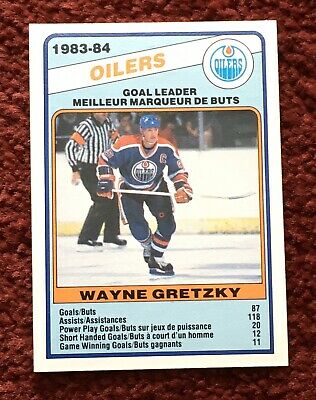 1983-84
OILERS
OILERS
GOAL LEADER
MEILLEUR MARQUEUR DE BUTS
C
OILERS
WAYNE GRETZKY
Goals/Buts 87
Assists/Assistances 118
Power Play Goals/Buts sur jeux de puissance 20
Short Handed Goals/Buts à court d'un homme 12
Game Winning Goals/Buts gagnants 11